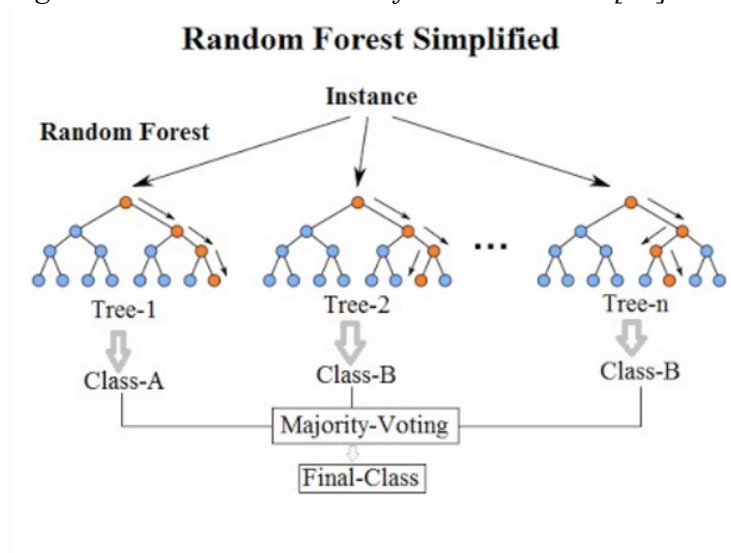 Random Forest Simplified
Instance
Random Forest
...
Tree-1
Tree-2
Tree-n
Class-A
Class-B
Class-B
Majority-Voting
Final-Class